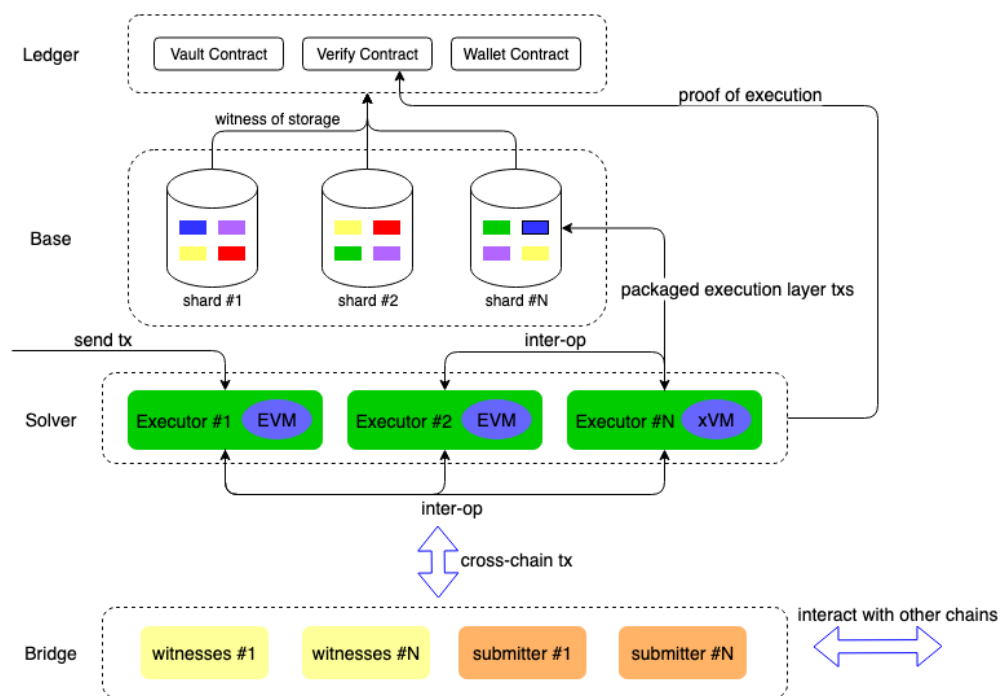 Ledger
Vault Contract
Verify Contract
Wallet Contract
proof of execution
witness of storage
Base
shard #1
shard #2
shard #N
packaged execution layer txs
send tx
inter-op
Solver
Executor #1
EVM
Executor #2
EVM
Executor #N
xVM
inter-op
cross-chain tx
interact with other chains
Bridge
witnesses #1
witnesses #N
submitter #1
submitter #N